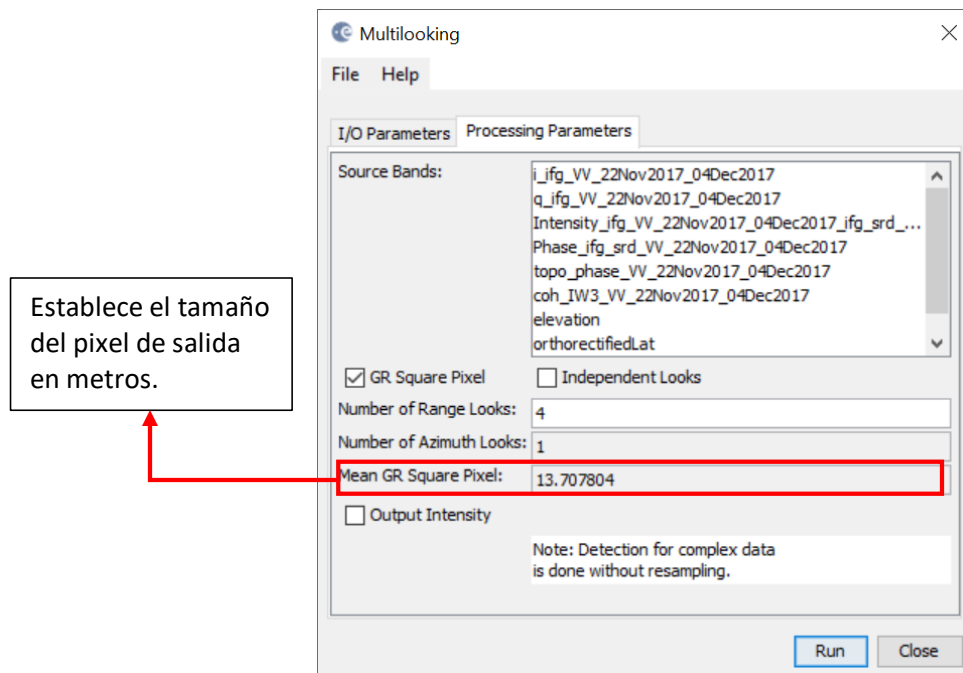 Multilooking
File Help
I/O Parameters Processing Parameters
Source Bands:
i_ifg_VV_22Nov2017_04Dec2017
q_ifg_VV_22Nov2017_04Dec2017
Intensity_ifg_VV_22Nov2017_04Dec2017_ifg_srd_...
Phase_ifg_srd_VV_22Nov2017_04Dec2017
topo_phase_VV_22Nov2017_04Dec2017
coh_IW3_VV_22Nov2017_04Dec2017
elevation
orthorectifiedLat
GR Square Pixel Independent Looks
Number of Range Looks: 4
Number of Azimuth Looks: 1
Mean GR Square Pixel: 13.707804
Output Intensity
Note: Detection for complex data
is done without resampling.
Run Close
Establece el tamaño
del pixel de salida
en metros.